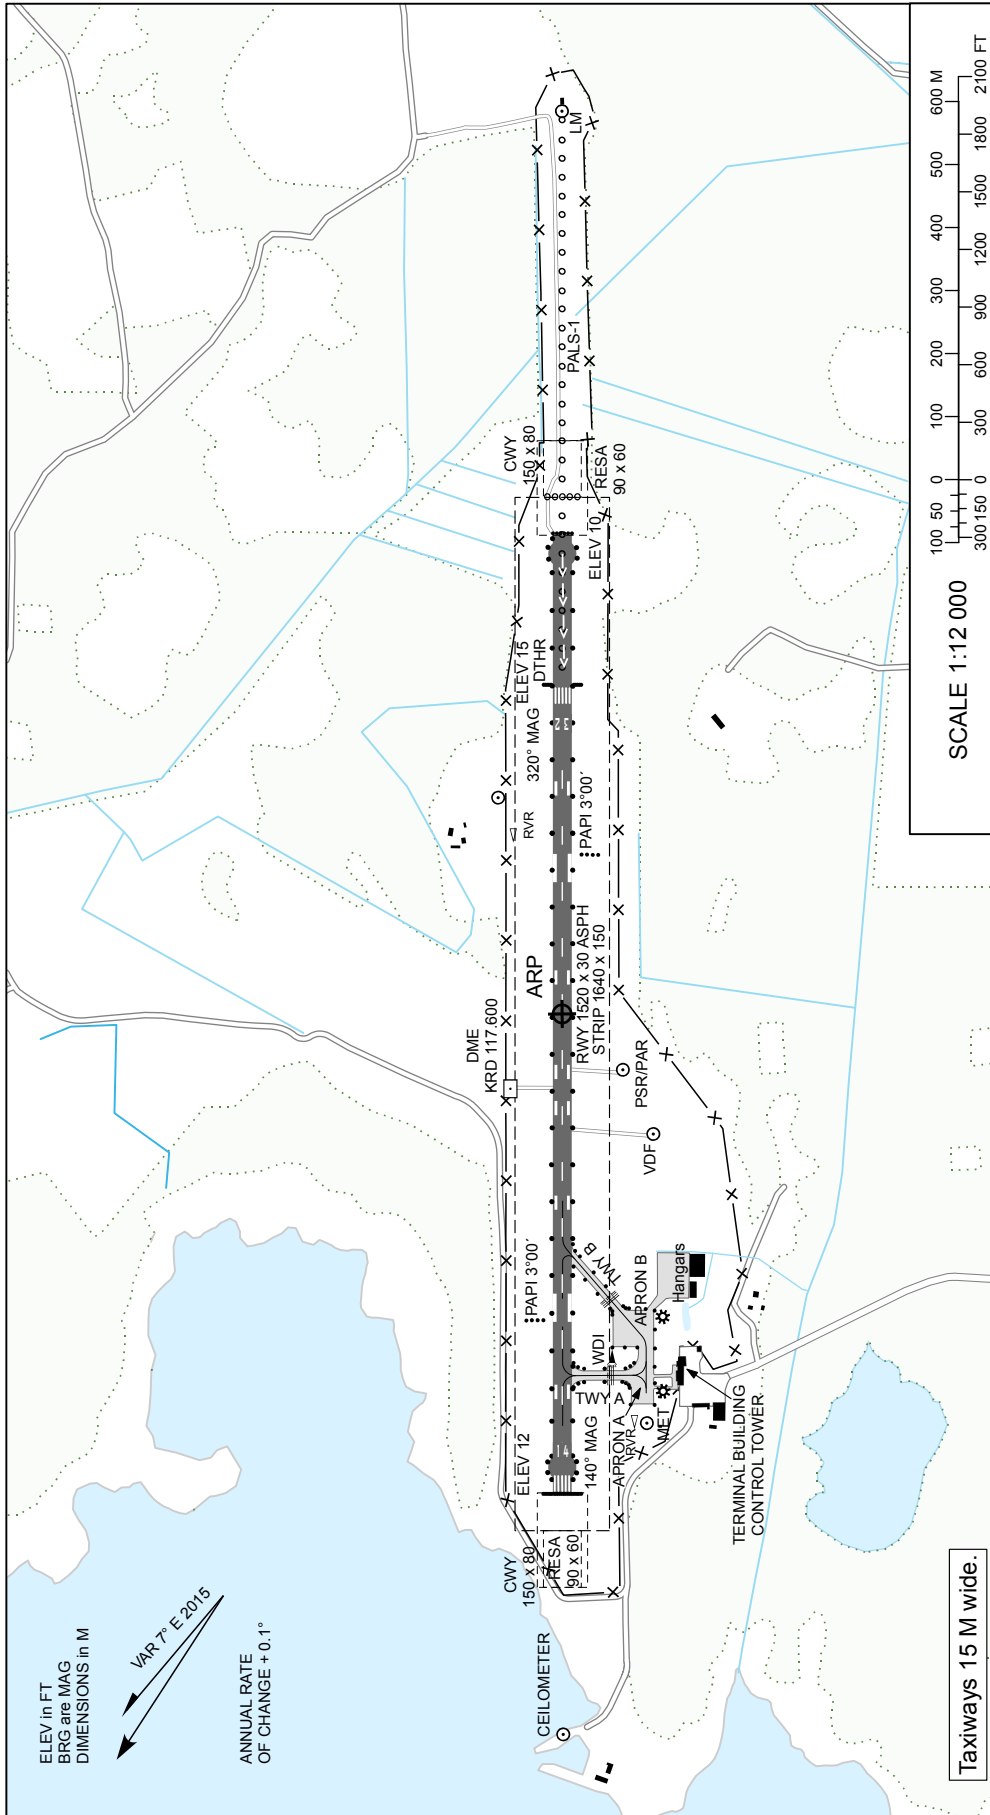 ELEV in FT
BRG are MAG
DIMENSIONS in M
VAR 7° E 2015
ANNUAL RATE
OF CHANGE + 0.1°
CEILOMETER
CWY
150 x 80
RESA
90 x 60
ELEV 12
14
140° MAG
TWY A
APRON A
RVR
MET
WDI
TERMINAL BUILDING
CONTROL TOWER
PAPI 3°00´
TWY B
APRON B
Hangars
VDF
PSR/PAR
DME
KRD 117.600
ARP
RWY 1520 x 30 ASPH
STRIP 1640 x 150
RVR
PAPI 3°00´
320° MAG
32
ELEV 15
DTHR
ELEV 10
CWY
150 x 80
RESA
90 x 60
PALS-1
LM
Taxiways 15 M wide.
SCALE 1:12 000
100 50 0 100 200 300 400 500 600 M
300 150 0 300 600 900 1200 1500 1800 2100 FT